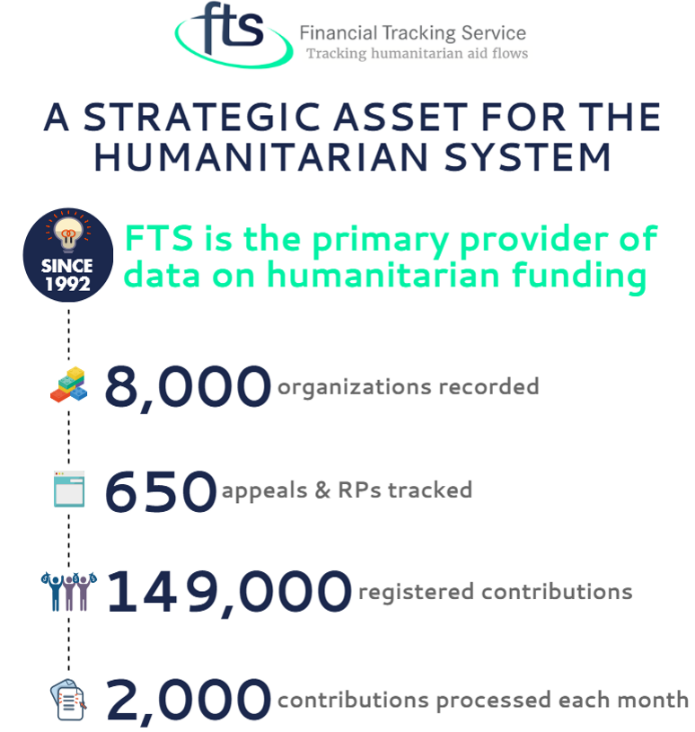 fts
Financial Tracking Service
Tracking humanitarian aid flows
A STRATEGIC ASSET FOR THE
HUMANITARIAN SYSTEM
SINCE
1992
FTS is the primary provider of
data on humanitarian funding
8,000 organizations recorded
650 appeals & RPs tracked
149,000 registered contributions
2,000 contributions processed each month